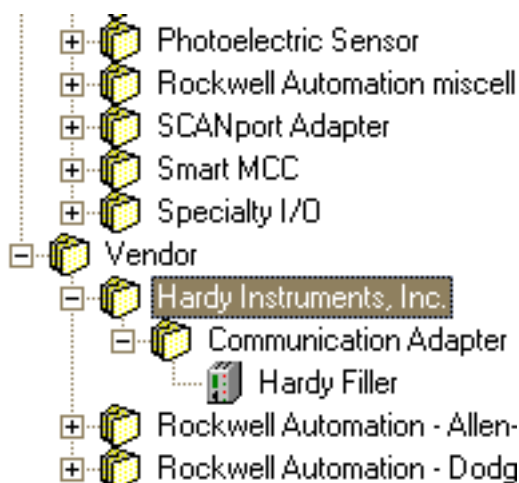 Photoelectric Sensor
Rockwell Automation miscell
SCANport Adapter
Smart MCC
Specialty I/O
Vendor
Hardy Instruments, Inc.
Communication Adapter
Hardy Filler
Rockwell Automation - Allen-
Rockwell Automation - Dodg